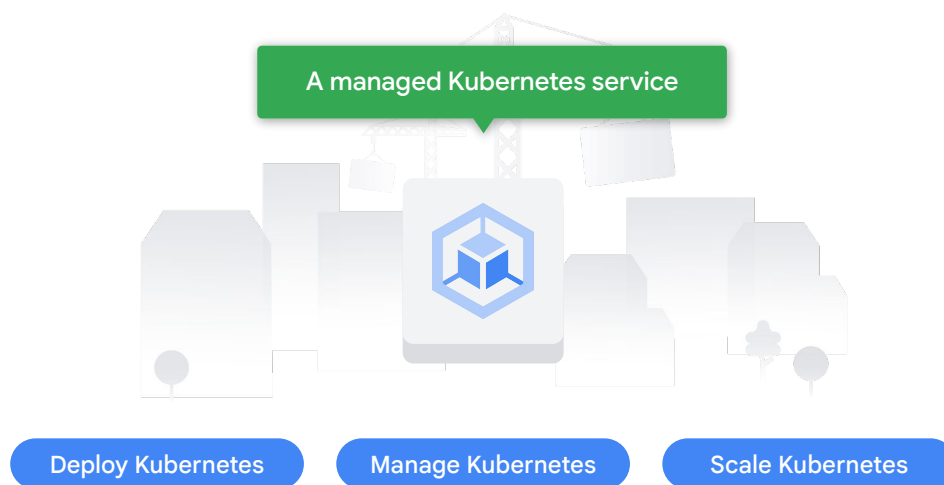 A managed Kubernetes service
Deploy Kubernetes
Manage Kubernetes
Scale Kubernetes